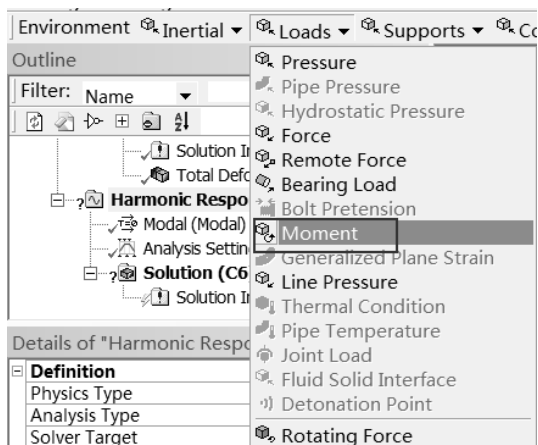 Environment Inertial Loads Supports Co
Outline
Filter: Name
Solution In
Total Defo
Harmonic Respo
Modal (Modal)
Analysis Settin
Solution (C6
Solution In
Details of "Harmonic Respo
Definition
Physics Type
Analysis Type
Solver Target
Pressure
Pipe Pressure
Hydrostatic Pressure
Force
Remote Force
Bearing Load
Bolt Pretension
Moment
Generalized Plane Strain
Line Pressure
Thermal Condition
Pipe Temperature
Joint Load
Fluid Solid Interface
Detonation Point
Rotating Force